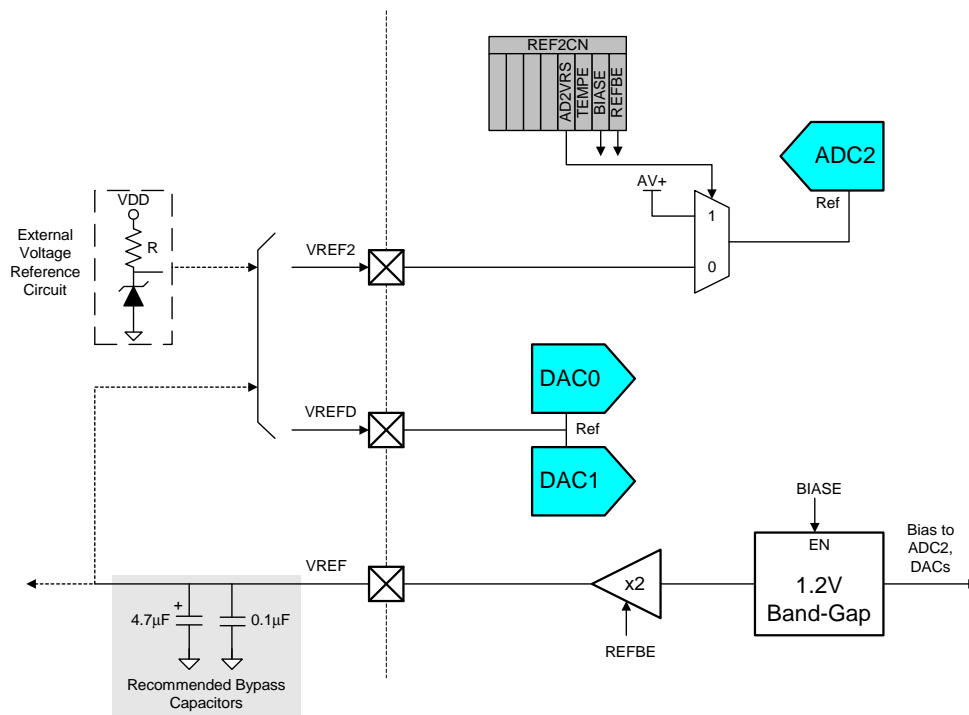 REF2CN
AD2VRS
TEMPE
BIASE
REFBE
ADC2
AV+
Ref
1
0
VDD
R
External
Voltage
Reference
Circuit
VREF2
DAC0
VREFD
Ref
DAC1
BIASE
Bias to
ADC2,
DACs
EN
VREF
x2
1.2V
Band-Gap
REFBE
+
4.7µF
0.1µF
Recommended Bypass
Capacitors